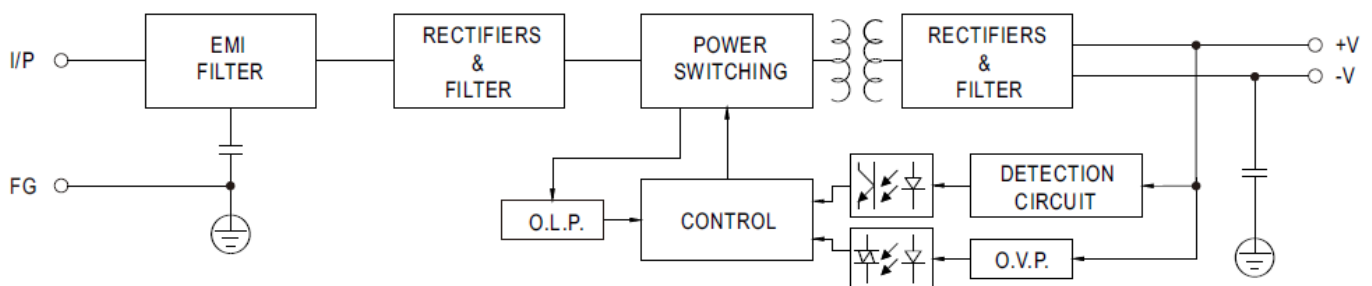 I/P
EMI
FILTER
RECTIFIERS
&
FILTER
POWER
SWITCHING
RECTIFIERS
&
FILTER
+V
-V
FG
O.L.P.
CONTROL
DETECTION
CIRCUIT
O.V.P.